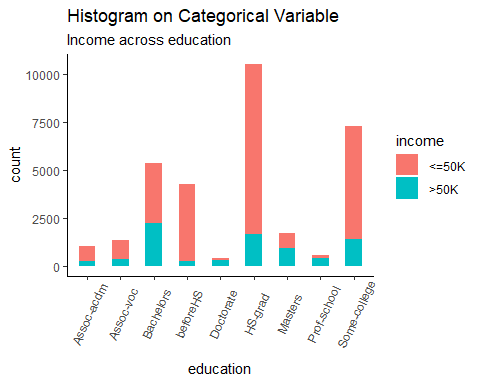 Histogram on Categorical Variable
Income across education
10000
7500
5000
2500
0
count
income
<=50K
>50K
Assoc-acdm
Assoc-voc
Bachelors
beforeHS
Doctorate
HS-grad
Masters
Prof-school
Some-college
education